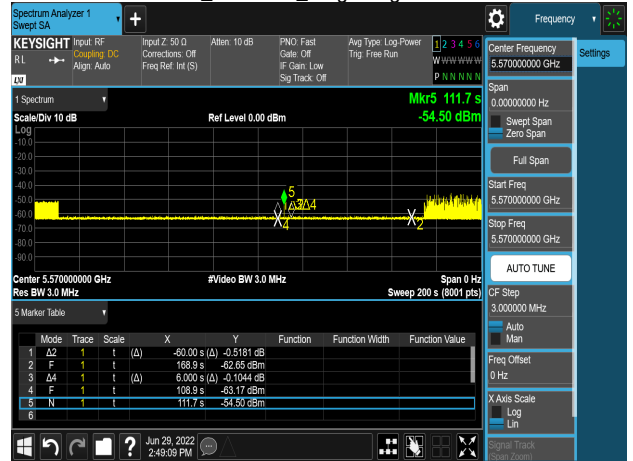 Spectrum Analyzer 1
Swept SA
Frequency
KEYSIGHT
Input: RF
Input Z: 50 Ω
Atten: 10 dB
PNO: Fast
Avg Type: Log-Power
1 2 3 4 5 6
RL
Coupling: DC
Corrections: Off
Gate: Off
Trig: Free Run
W W W W W W
Align: Auto
Freq Ref: Int (S)
IF Gain: Low
Sig Track: Off
P N N N N N
LXI
1 Spectrum
Mkr5 111.7 s
Scale/Div 10 dB
Ref Level 0.00 dBm
-54.50 dBm
Log
-10.0
-20.0
-30.0
-40.0
-50.0
-60.0
-70.0
-80.0
-90.0
5
4
2
Center 5.570000000 GHz
#Video BW 3.0 MHz
Span 0 Hz
Res BW 3.0 MHz
Sweep 200 s (8001 pts)
5 Marker Table
Mode Trace Scale X Y Function Function Width Function Value
1 Δ2 1 t (Δ) -60.00 s (Δ) -0.5181 dB
2 F 1 t 168.9 s -62.65 dBm
3 Δ4 1 t (Δ) 6.000 s (Δ) -0.1044 dB
4 F 1 t 108.9 s -63.17 dBm
5 N 1 t 111.7 s -54.50 dBm
6
?
Jun 29, 2022
2:49:09 PM
Center Frequency
5.570000000 GHz
Settings
Span
0.00000000 Hz
Swept Span
Zero Span
Full Span
Start Freq
5.570000000 GHz
Stop Freq
5.570000000 GHz
AUTO TUNE
CF Step
3.000000 MHz
Auto
Man
Freq Offset
0 Hz
X Axis Scale
Log
Lin
Signal Track
(Span Zoom)